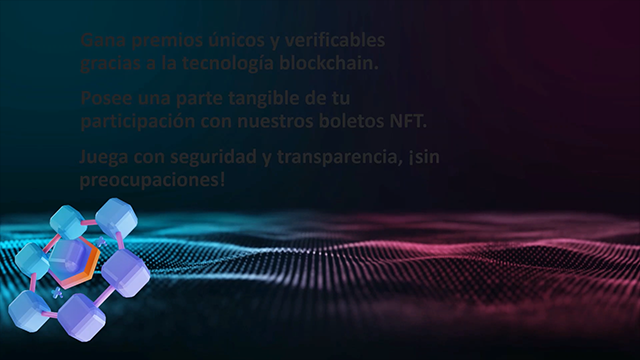 Gana premios únicos y verificables
gracias a la tecnología blockchain.
Posee una parte tangible de tu
participación con nuestros boletos NFT.
Juega con seguridad y transparencia, ¡sin
preocupaciones!